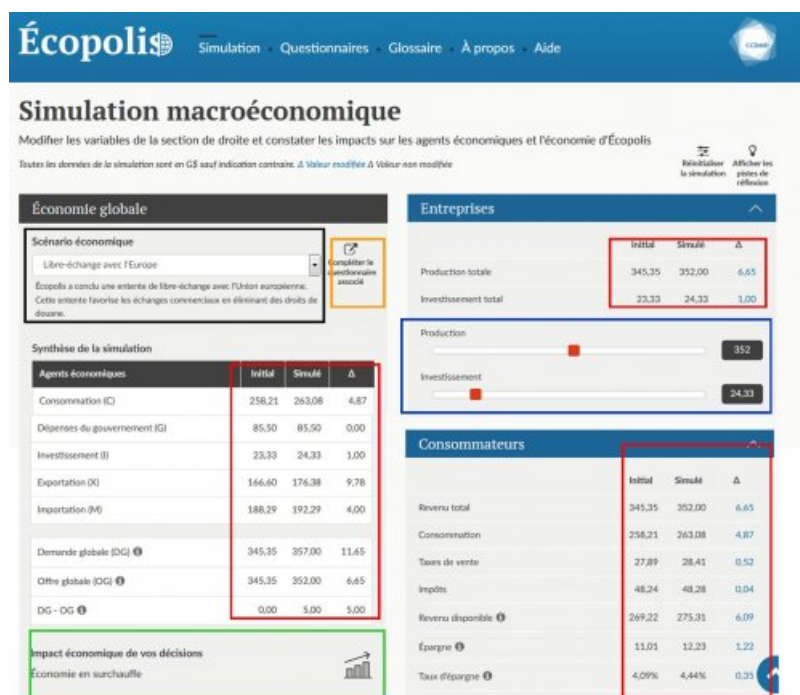 Écopolis
Simulation Questionnaires Glossaire À propos Aide
Simulation macroéconomique
Modifier les variables de la section de droite et constater les impacts sur les agents économiques et l'économie d'Écopolis
Toutes les données de la simulation sont en G$ sauf indication contraire. Δ Valeur modifiée Δ Valeur non modifiée
Réinitialiser la simulation
Afficher les pistes de réflexion
Économie globale
Scénario économique
Libre-échange avec l'Europe
Écopolis a conclu une entente de libre-échange avec l'Union européenne.
Cette entente favorise les échanges commerciaux en éliminant des droits de
douane.
Compléter le
questionnaire
associé
Synthèse de la simulation
Agents économiques Initial Simulé Δ
Consommation (C) 258,21 263,08 4,87
Dépenses du gouvernement (G) 85,50 85,50 0,00
Investissement (I) 23,33 24,33 1,00
Exportation (X) 166,60 176,38 9,78
Importation (M) 188,29 192,29 4,00
Demande globale (DG) 345,35 357,00 11,65
Offre globale (OG) 345,35 352,00 6,65
DG - OG 0,00 5,00 5,00
Impact économique de vos décisions
Économie en surchauffe
Entreprises
Initial Simulé Δ
Production totale 345,35 352,00 6,65
Investissement total 23,33 24,33 1,00
Production
352
Investissement
24,33
Consommateurs
Initial Simulé Δ
Revenu total 345,35 352,00 6,65
Consommation 258,21 263,08 4,87
Taxes de vente 27,89 28,41 0,52
Impôts 48,24 48,28 0,04
Revenu disponible 269,22 275,31 6,09
Épargne 11,01 12,23 1,22
Taux d'épargne 4,09% 4,44% 0,35